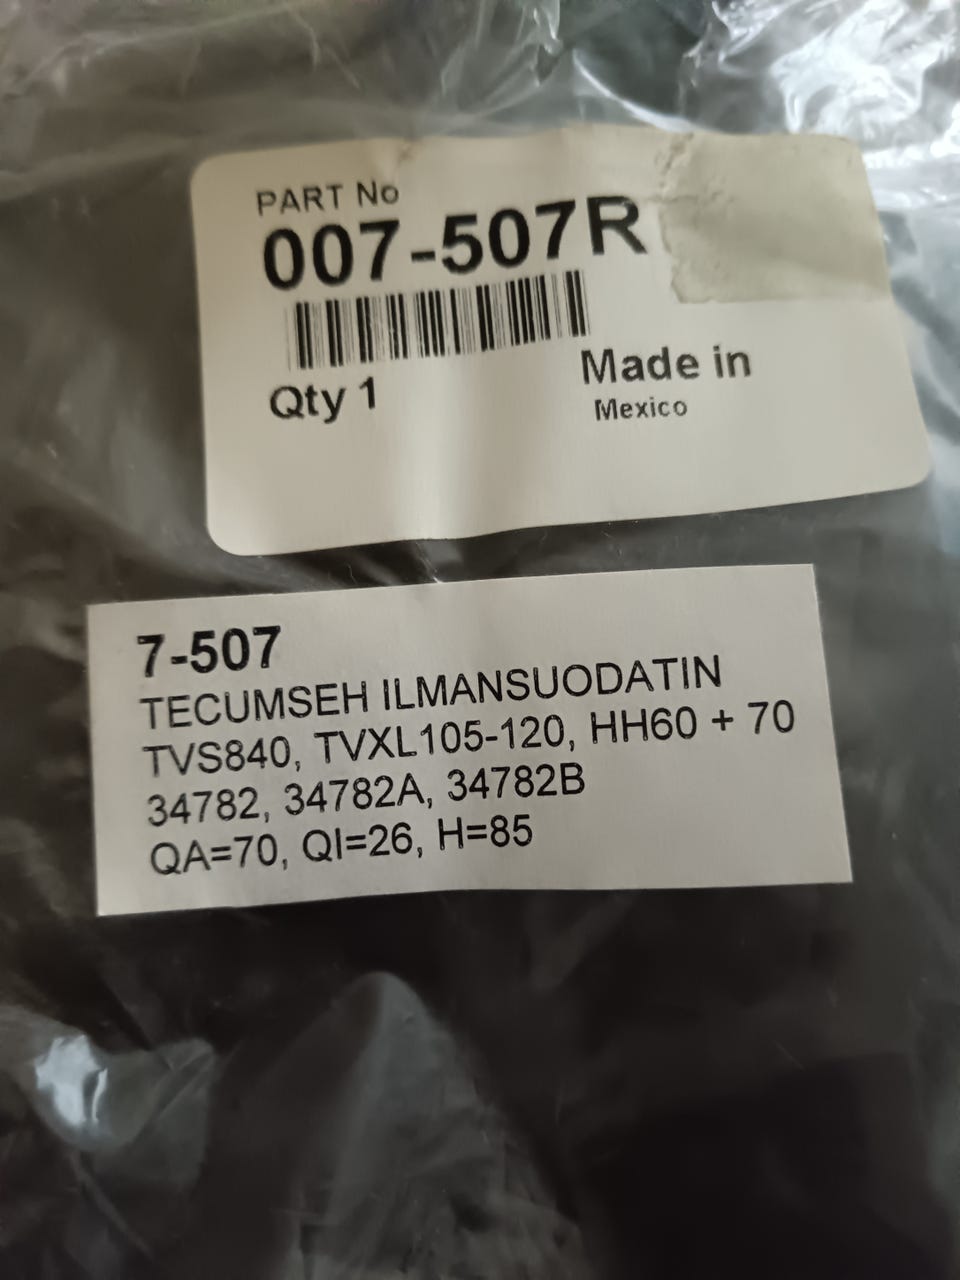 PART No
007-507R
Qty 1
Made in
Mexico
7-507
TECUMSEH ILMANSUODATIN
TVS840, TVXL105-120, HH60 + 70
34782, 34782A, 34782B
QA=70, QI=26, H=85